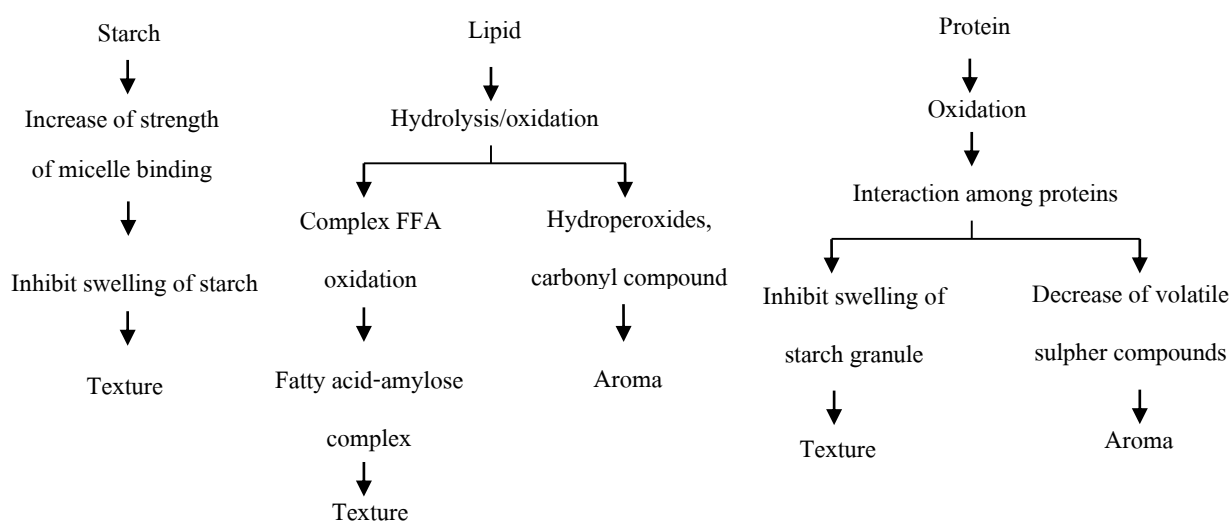 Starch
Increase of strength
of micelle binding
Inhibit swelling of starch
Texture
Lipid
Hydrolysis/oxidation
Complex FFA
oxidation
Fatty acid-amylose
complex
Texture
Hydroperoxides,
carbonyl compound
Aroma
Protein
Oxidation
Interaction among proteins
Inhibit swelling of
starch granule
Texture
Decrease of volatile
sulpher compounds
Aroma